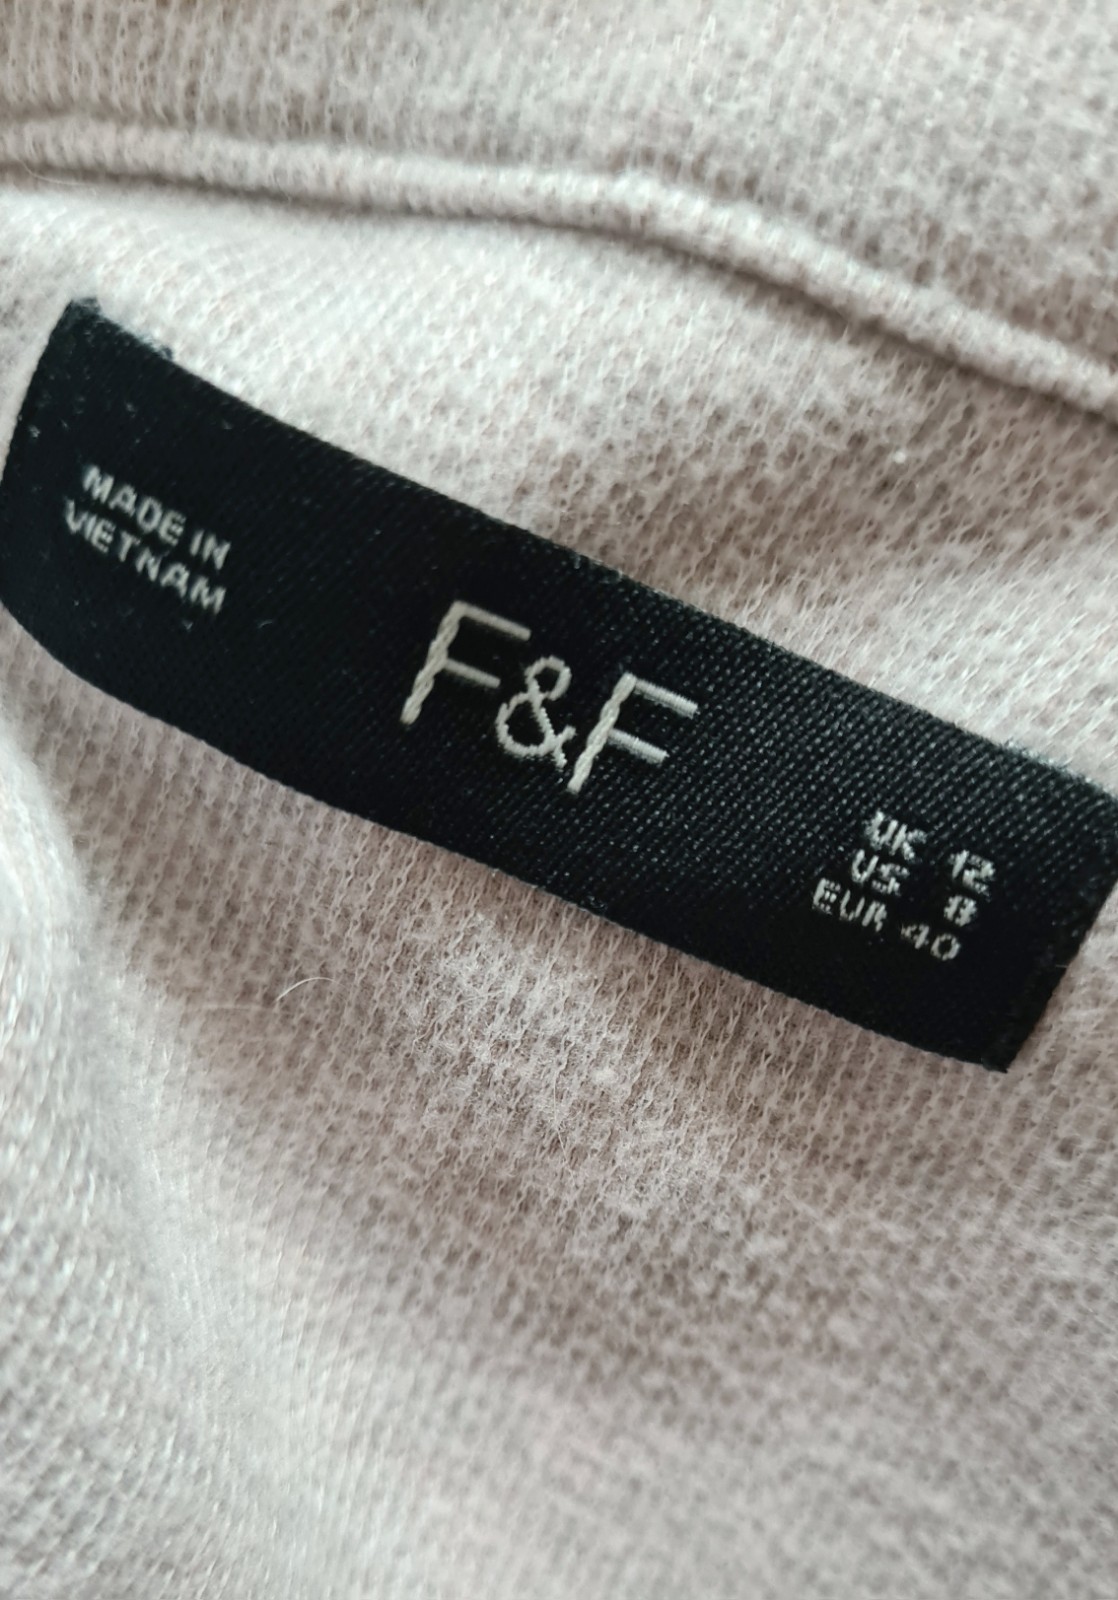 MADE IN
VIETNAM
F&F
UK 12
US 8
EUR 40